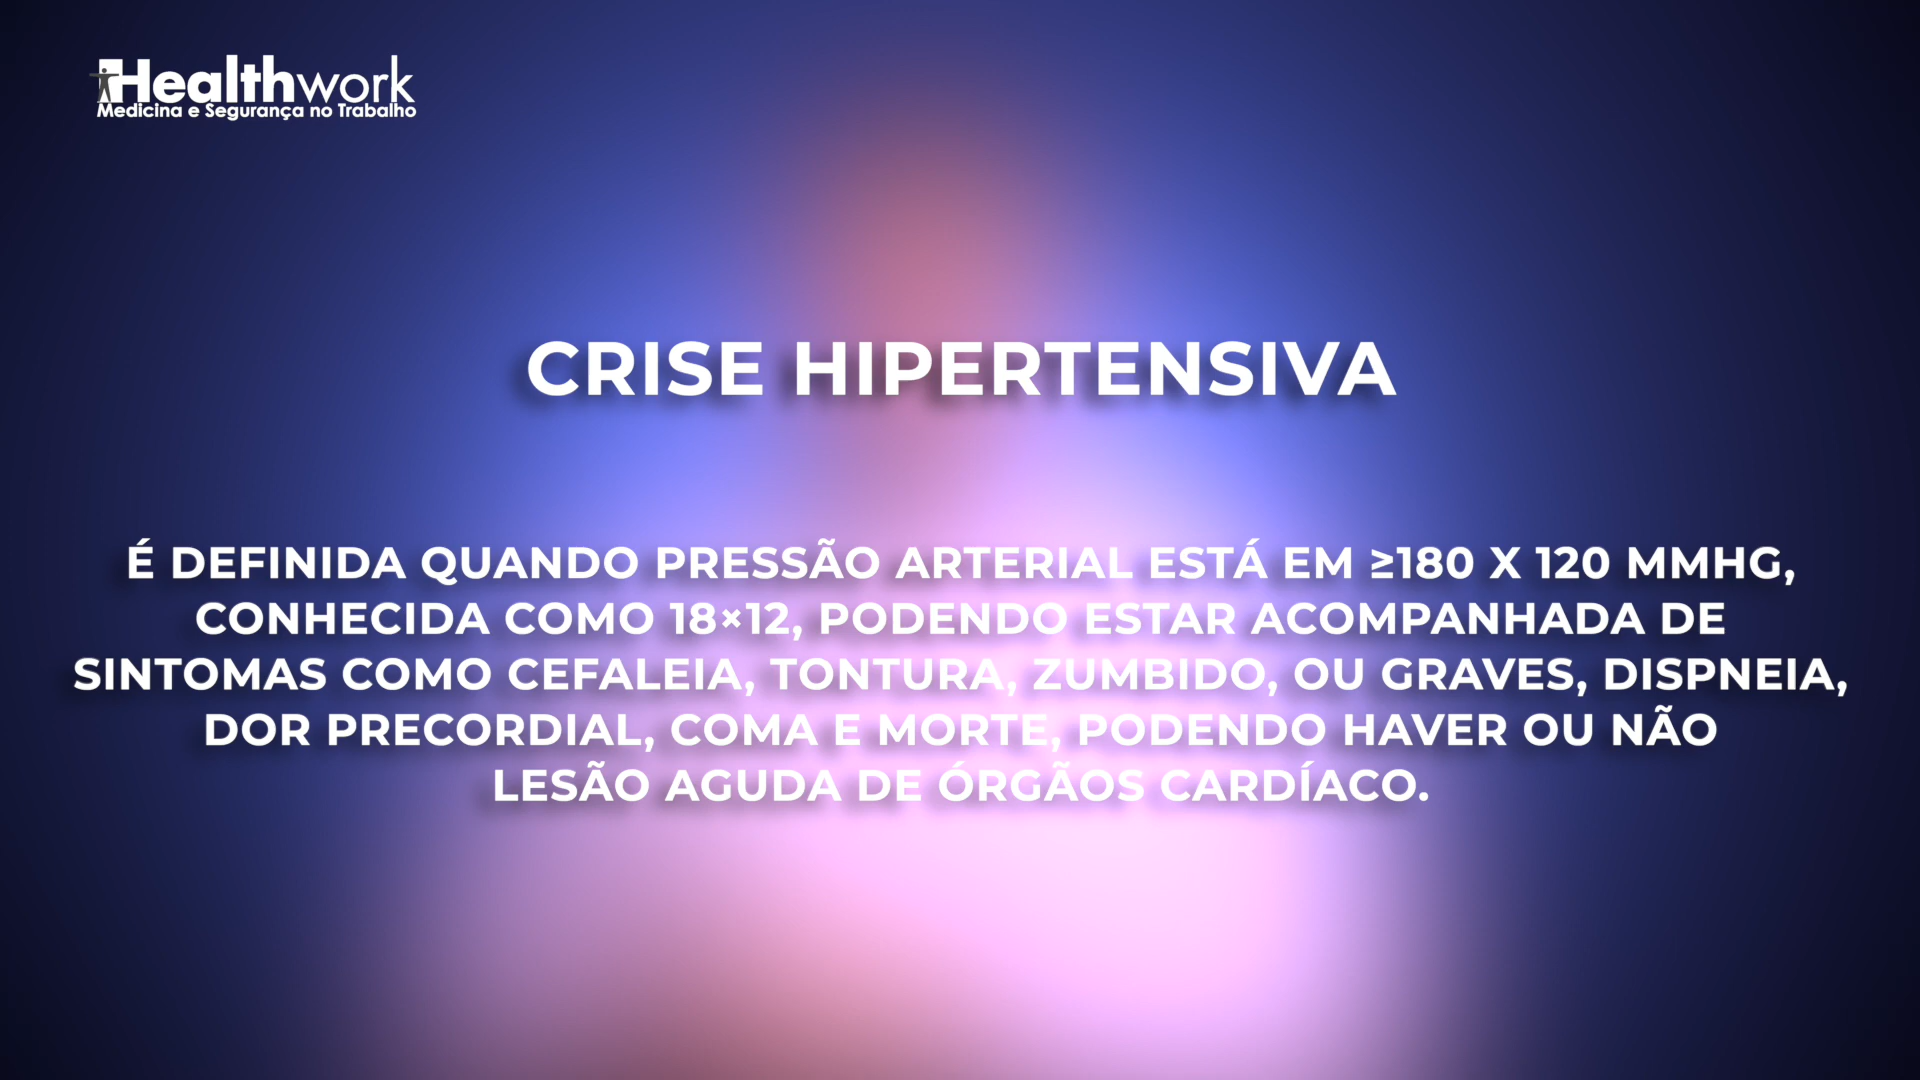 Healthwork
Medicina e Segurança no Trabalho
CRISE HIPERTENSIVA
É DEFINIDA QUANDO PRESSÃO ARTERIAL ESTÁ EM ≥180 X 120 MMHG,
CONHECIDA COMO 18×12, PODENDO ESTAR ACOMPANHADA DE
SINTOMAS COMO CEFALEIA, TONTURA, ZUMBIDO, OU GRAVES, DISPNEIA,
DOR PRECORDIAL, COMA E MORTE, PODENDO HAVER OU NÃO
LESÃO AGUDA DE ÓRGÃOS CARDÍACO.